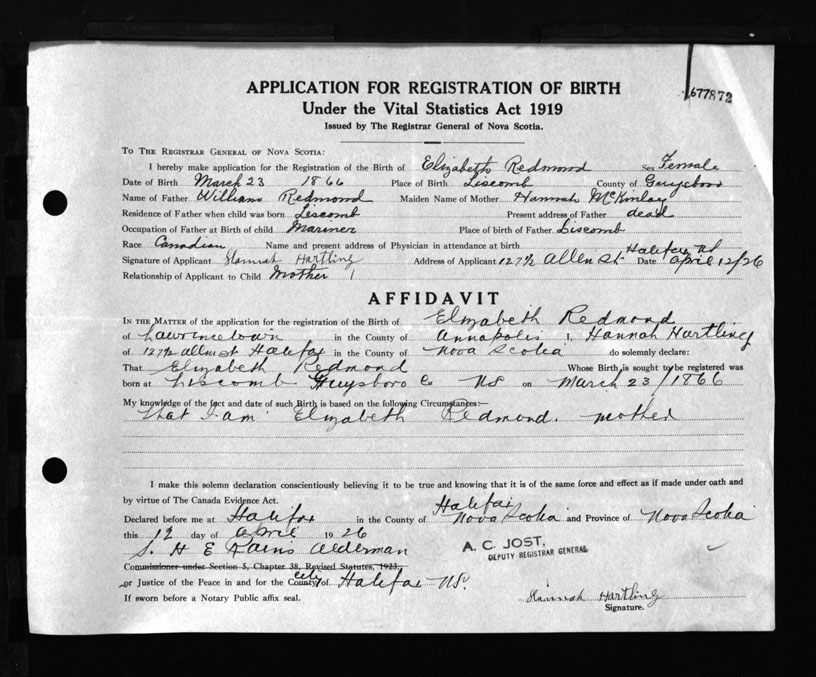 677872
APPLICATION FOR REGISTRATION OF BIRTH
Under the Vital Statistics Act 1919
Issued by The Registrar General of Nova Scotia.
TO THE REGISTRAR GENERAL OF NOVA SCOTIA:
I hereby make application for the Registration of the Birth of Elizabeth Redmond Sex Female
Date of Birth March 23 1866 Place of Birth Liscomb County of Guysboro
Name of Father William Redmond Maiden Name of Mother Hannah McKinlay
Residence of Father when child was born Liscomb Present address of Father dead
Occupation of Father at Birth of child Mariner Place of birth of Father Liscomb
Race Canadian Name and present address of Physician in attendance at birth
Signature of Applicant Hannah Hartling Address of Applicant 127½ Allen St. Halifax NS Date April 12/26
Relationship of Applicant to Child Mother
AFFIDAVIT
IN THE MATTER of the application for the registration of the Birth of Elizabeth Redmond
of Lawrencetown in the County of Annapolis I, Hannah Hartling
of 127½ Allen St Halifax in the County of Nova Scotia do solemnly declare:
That Elizabeth Redmond Whose Birth is sought to be registered was
born at Liscomb Guysboro Co NS on March 23/1866
My knowledge of the fact and date of such Birth is based on the following Circumstances:—
that I am Elizabeth Redmond. mother
I make this solemn declaration conscientiously believing it to be true and knowing that it is of the same force and effect as if made under oath and
by virtue of The Canada Evidence Act.
Declared before me at Halifax in the County of Halifax Nova Scotia and Province of Nova Scotia
this 12 day of April 1926
S. H E Alderman
A. C. JOST,
DEPUTY REGISTRAR GENERAL
Commissioner under Section 5, Chapter 38, Revised Statutes, 1923,
or Justice of the Peace in and for the County City of Halifax NS.
If sworn before a Notary Public affix seal.
Hannah Hartling
Signature.